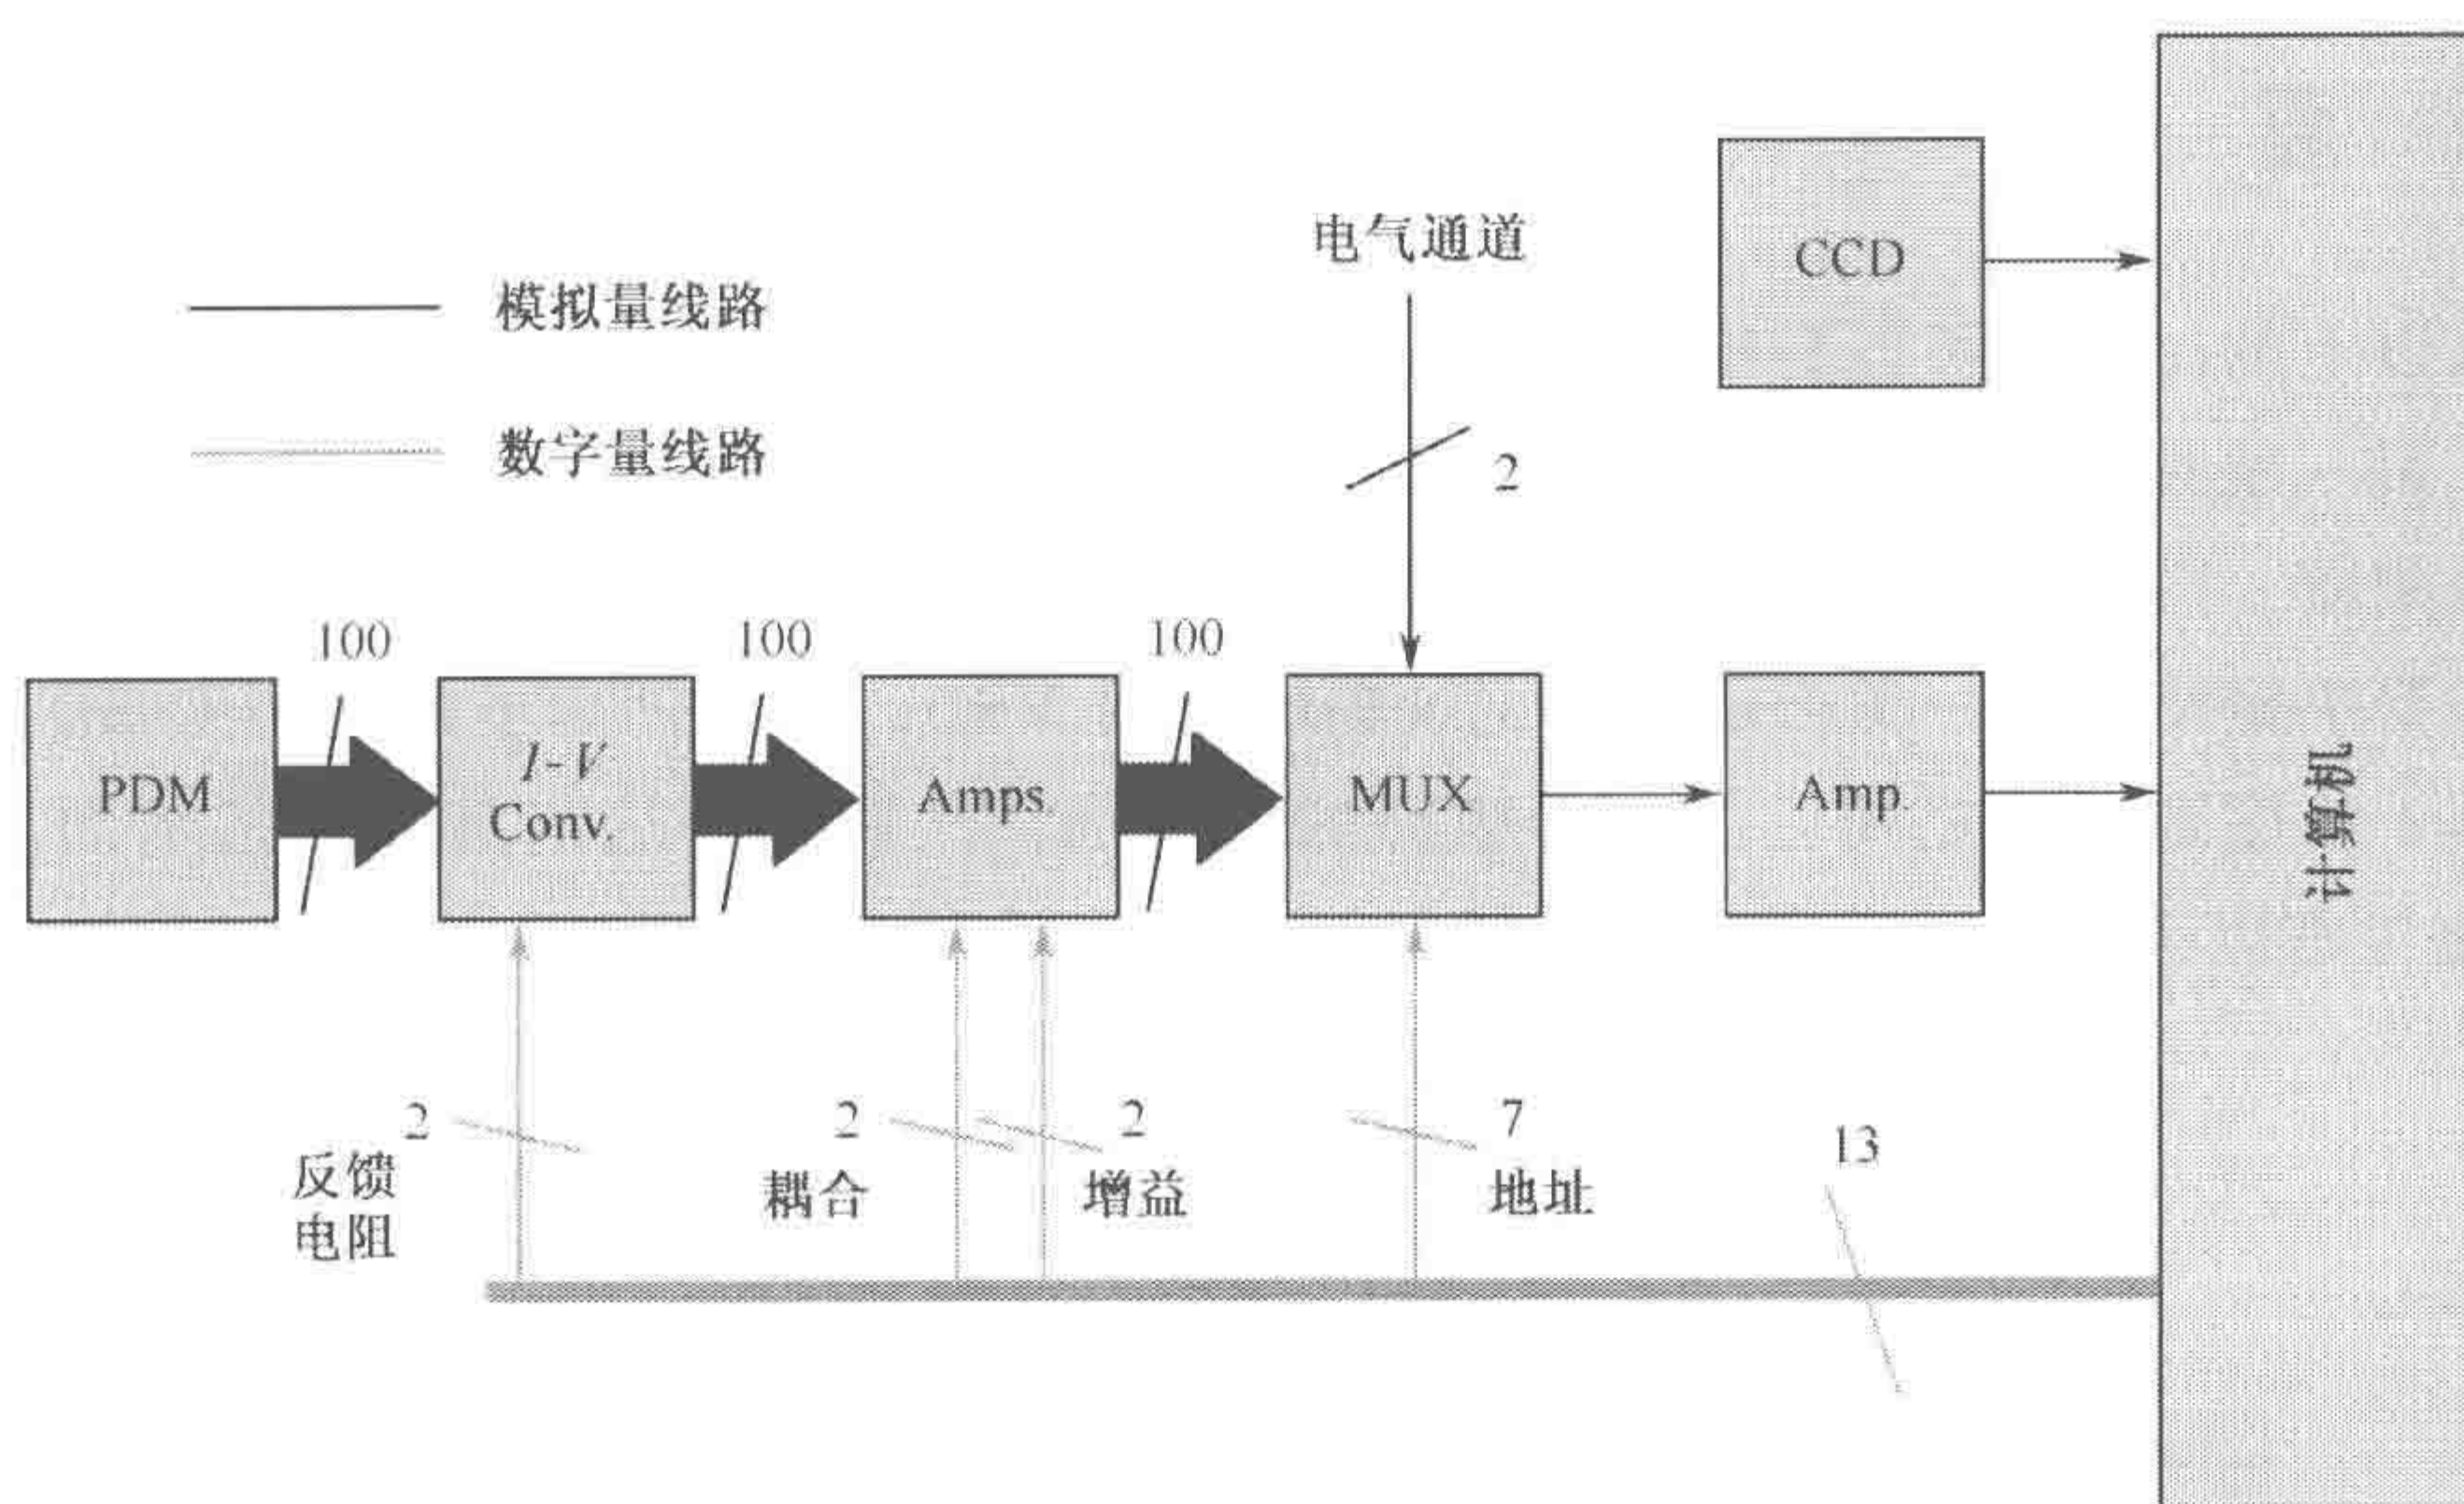 模拟量线路
数字量线路
电气通道
2
CCD
100
100
100
PDM
I-V
Conv.
Amps.
MUX
Amp.
计算机
2
反馈
电阻
2
耦合
2
增益
7
地址
13